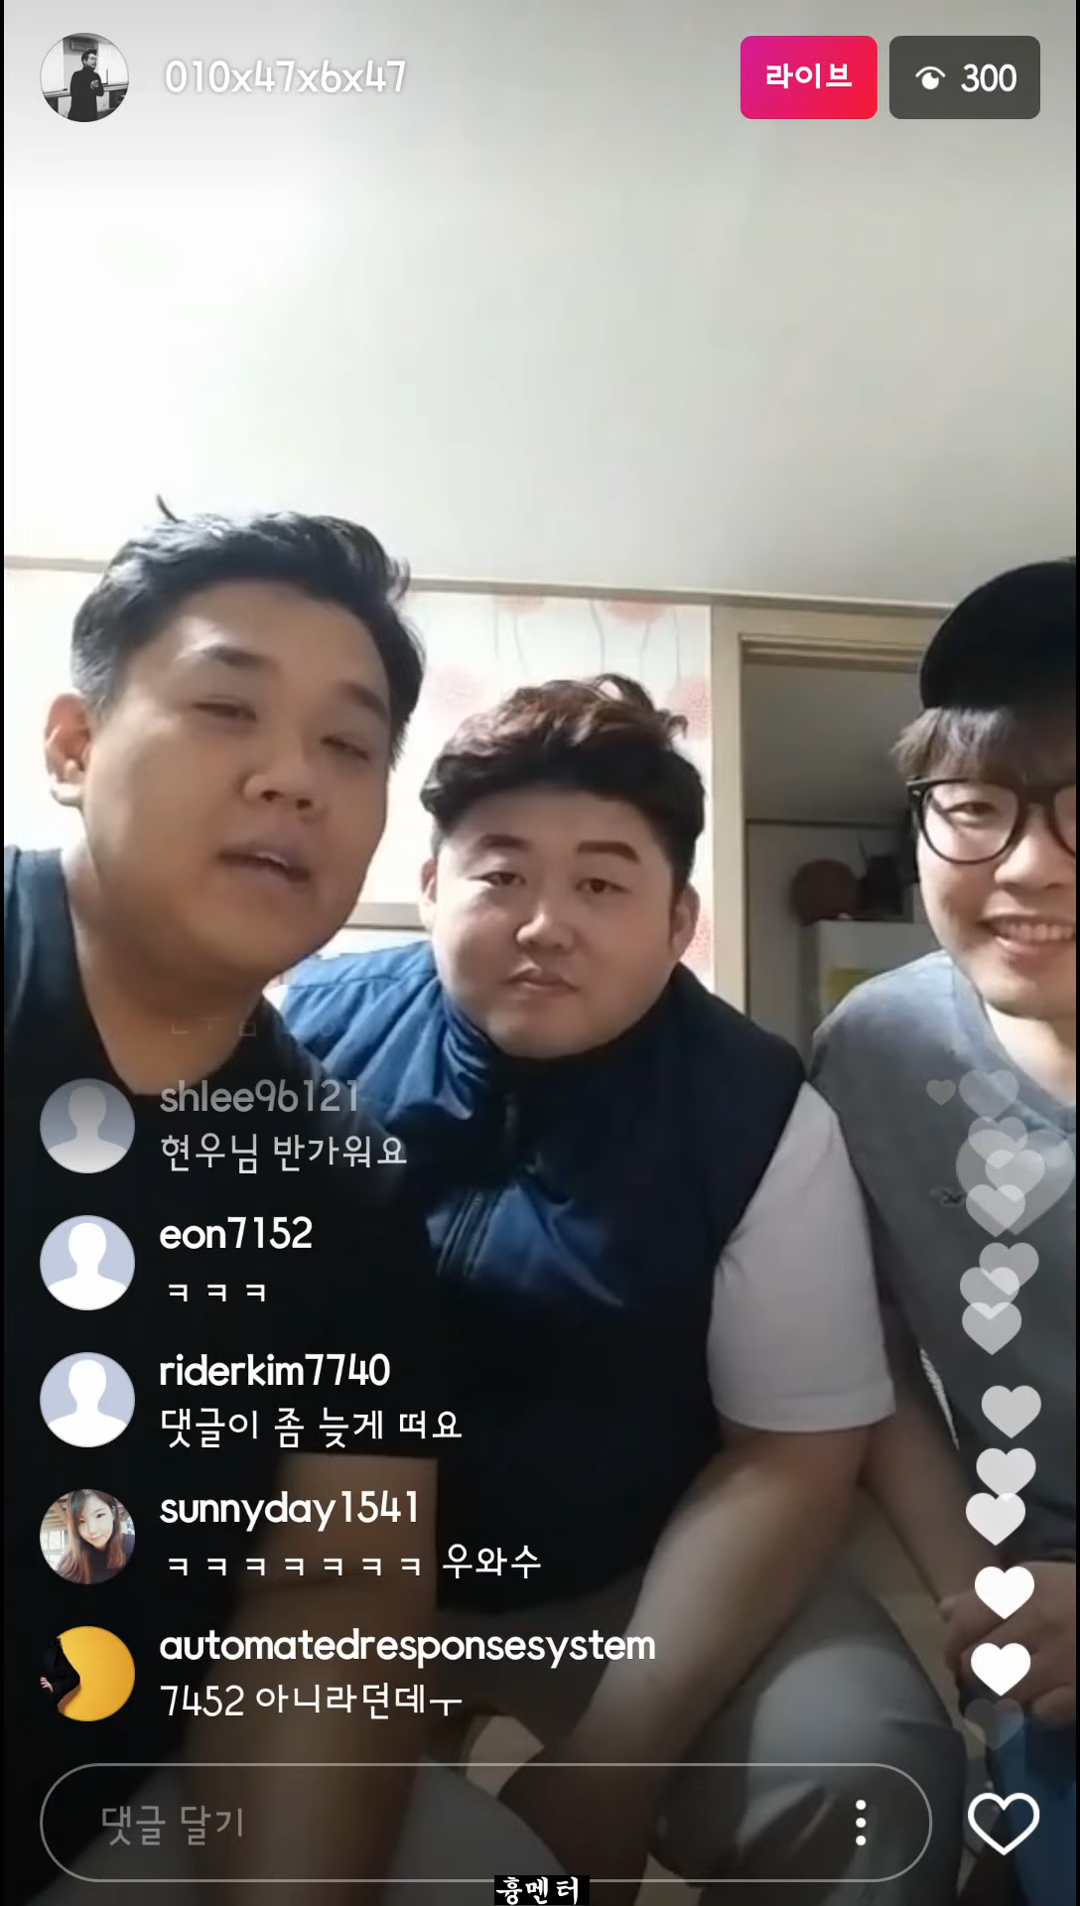 010x47x6x47
라이브
300
shlee96121
현우님 반가워요
eon7152
ㅋㅋㅋ
riderkim7740
댓글이 좀 늦게 떠요
sunnyday1541
ㅋㅋㅋㅋㅋㅋㅋ 우와수
automatedresponsesystem
7452 아니라던데ㅜ
댓글 달기
흉멘터